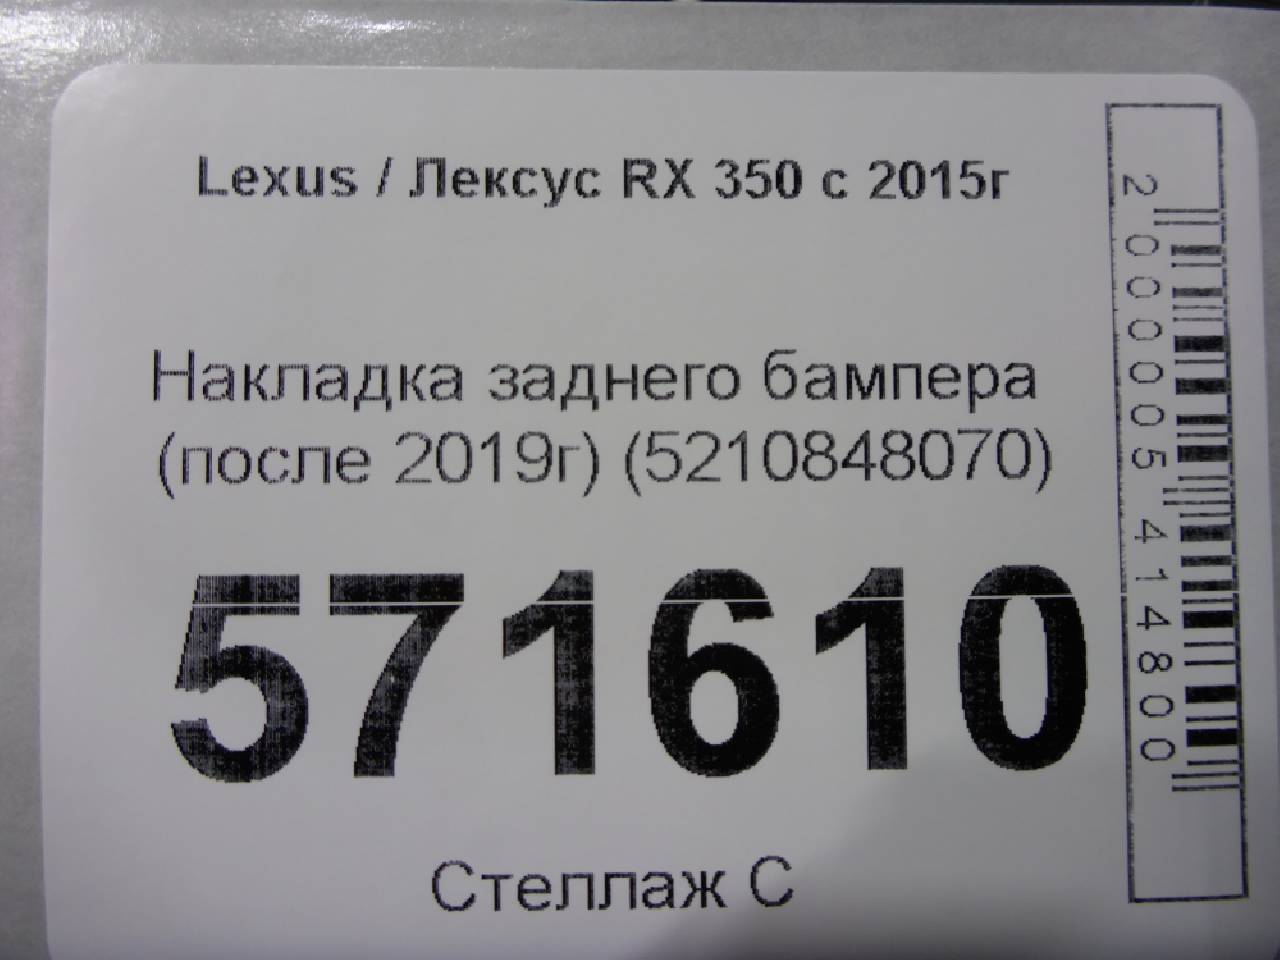 Lexus / Лексус RX 350 с 2015г
Накладка заднего бампера
(после 2019г) (5210848070)
571610
Стеллаж С
2000005414800